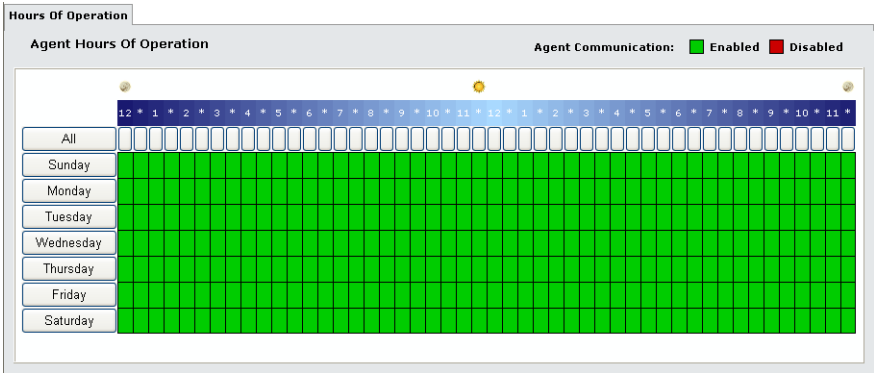 Hours Of Operation
Agent Hours Of Operation Agent Communication: Enabled Disabled
12 * 1 * 2 * 3 * 4 * 5 * 6 * 7 * 8 * 9 * 10 * 11 * 12 * 1 * 2 * 3 * 4 * 5 * 6 * 7 * 8 * 9 * 10 * 11 *
All
Sunday
Monday
Tuesday
Wednesday
Thursday
Friday
Saturday